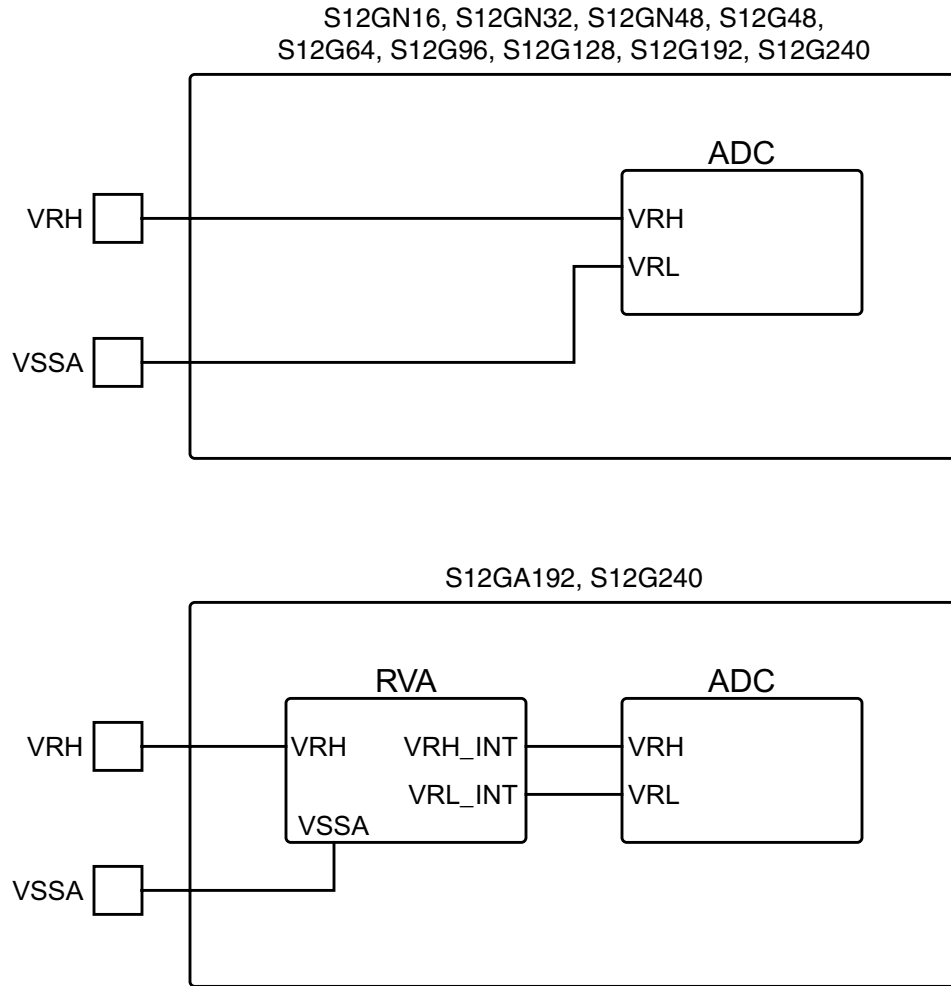 S12GN16, S12GN32, S12GN48, S12G48,
S12G64, S12G96, S12G128, S12G192, S12G240
ADC
VRH
VRH
VRL
VSSA
S12GA192, S12G240
RVA
ADC
VRH
VRH
VRH_INT
VRH
VRL_INT
VRL
VSSA
VSSA